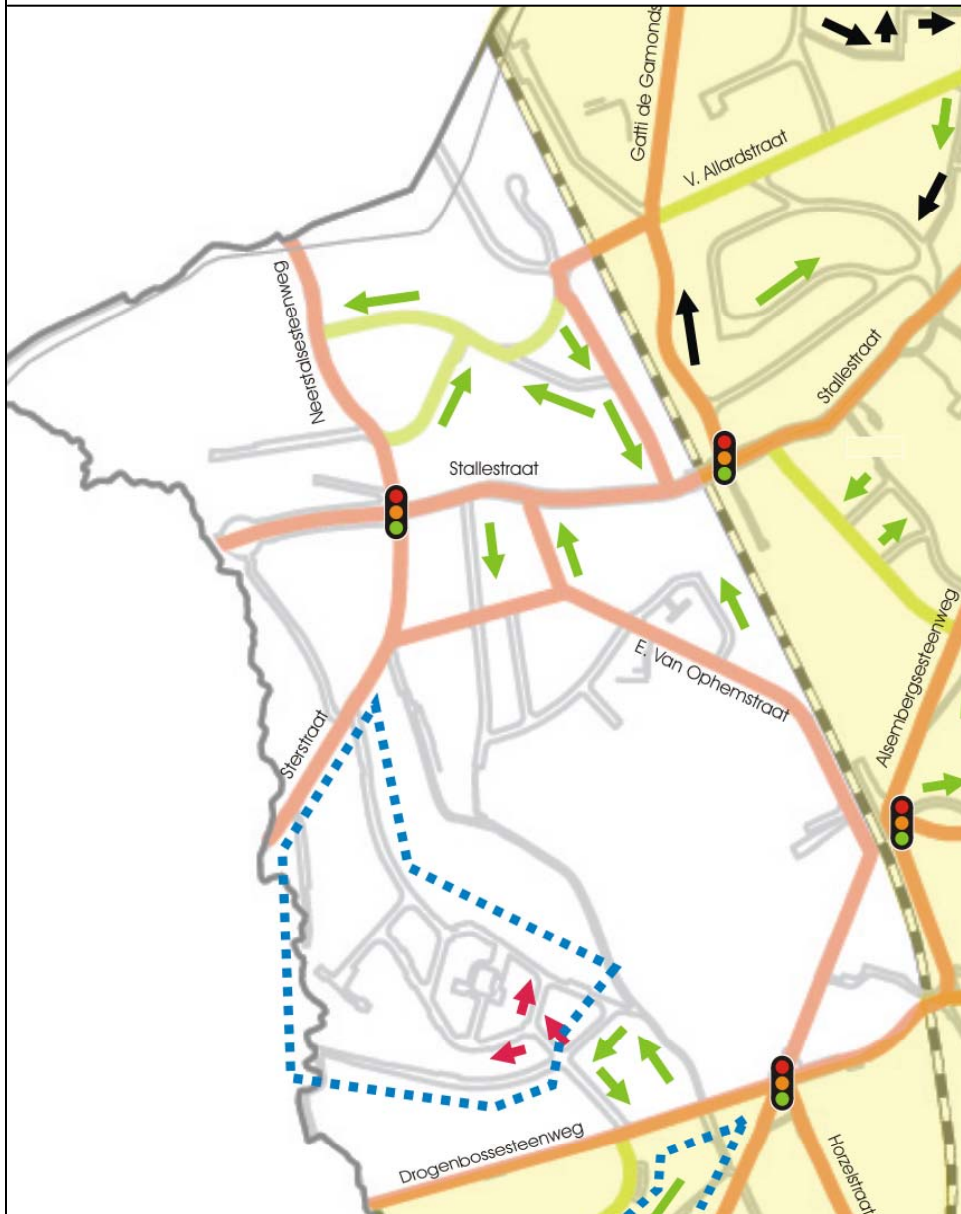 Gatti de Gamonds
V. Allardstraat
Neerstalsesteenweg
Stallestraat
Stallestraat
E. Van Ophemstraat
Alsembergsesteenweg
Sterstraat
Drogenbossesteenweg
Horzelstraat